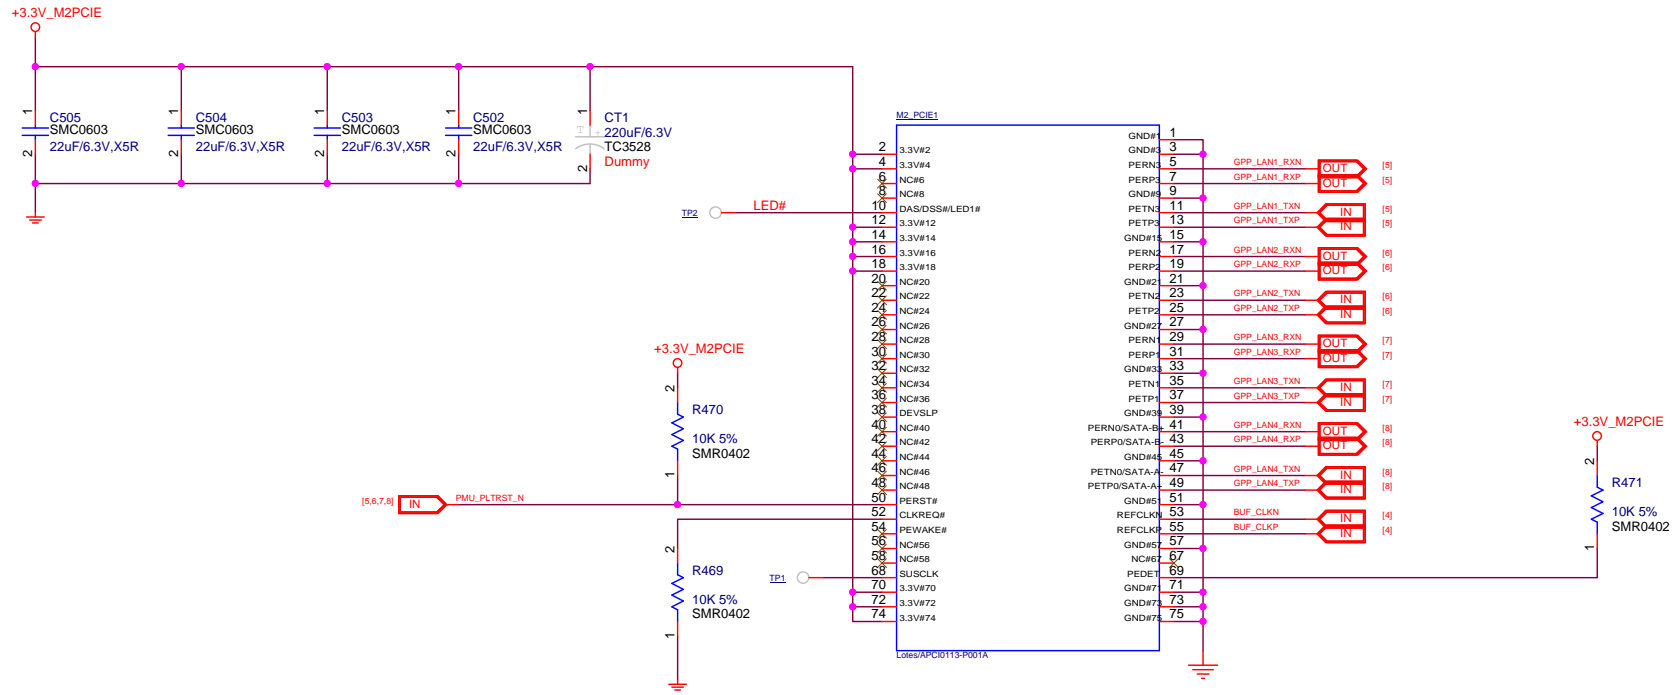 +3.3V_M2PCIE
1
C505
SMC0603
22uF/6.3V,X5R
2
1
C504
SMC0603
22uF/6.3V,X5R
2
1
C503
SMC0603
22uF/6.3V,X5R
2
1
C502
SMC0603
22uF/6.3V,X5R
2
1
CT1
220uF/6.3V
TC3528
Dummy
T +
2
M2_PCIE1
2 3.3V#2
4 3.3V#4
6 NC#6
8 NC#8
TP2 LED# 10 DAS/DSS#/LED1#
12 3.3V#12
14 3.3V#14
16 3.3V#16
18 3.3V#18
20 NC#20
22 NC#22
24 NC#24
26 NC#26
28 NC#28
30 NC#30
32 NC#32
34 NC#34
36 NC#36
38 DEVSLP
40 NC#40
42 NC#42
44 NC#44
46 NC#46
48 NC#48
50 PERST#
52 CLKREQ#
54 PEWAKE#
56 NC#56
58 NC#58
TP1 68 SUSCLK
70 3.3V#70
72 3.3V#72
74 3.3V#74
Lotes/APCI0113-P001A
GND#1 1
GND#3 3
PERN3 5 GPP_LAN1_RXN OUT [5]
PERP3 7 GPP_LAN1_RXP OUT [5]
GND#9 9
PETN3 11 GPP_LAN1_TXN IN [5]
PETP3 13 GPP_LAN1_TXP IN [5]
GND#15 15
PERN2 17 GPP_LAN2_RXN OUT [6]
PERP2 19 GPP_LAN2_RXP OUT [6]
GND#21 21
PETN2 23 GPP_LAN2_TXN IN [6]
PETP2 25 GPP_LAN2_TXP IN [6]
GND#27 27
PERN1 29 GPP_LAN3_RXN OUT [7]
PERP1 31 GPP_LAN3_RXP OUT [7]
GND#33 33
PETN1 35 GPP_LAN3_TXN IN [7]
PETP1 37 GPP_LAN3_TXP IN [7]
GND#39 39
PERN0/SATA-B+ 41 GPP_LAN4_RXN OUT [8]
PERP0/SATA-B- 43 GPP_LAN4_RXP OUT [8]
GND#45 45
PETN0/SATA-A- 47 GPP_LAN4_TXN IN [8]
PETP0/SATA-A+ 49 GPP_LAN4_TXP IN [8]
GND#51 51
REFCLKN 53 BUF_CLKN IN [4]
REFCLKP 55 BUF_CLKP IN [4]
GND#57 57
NC#67 67
PEDET 69
GND#71 71
GND#73 73
GND#75 75
+3.3V_M2PCIE
2
R470
10K 5%
SMR0402
1
[5,6,7,8] IN PMU_PLTRST_N
2
R469
10K 5%
SMR0402
1
+3.3V_M2PCIE
2
R471
10K 5%
SMR0402
1